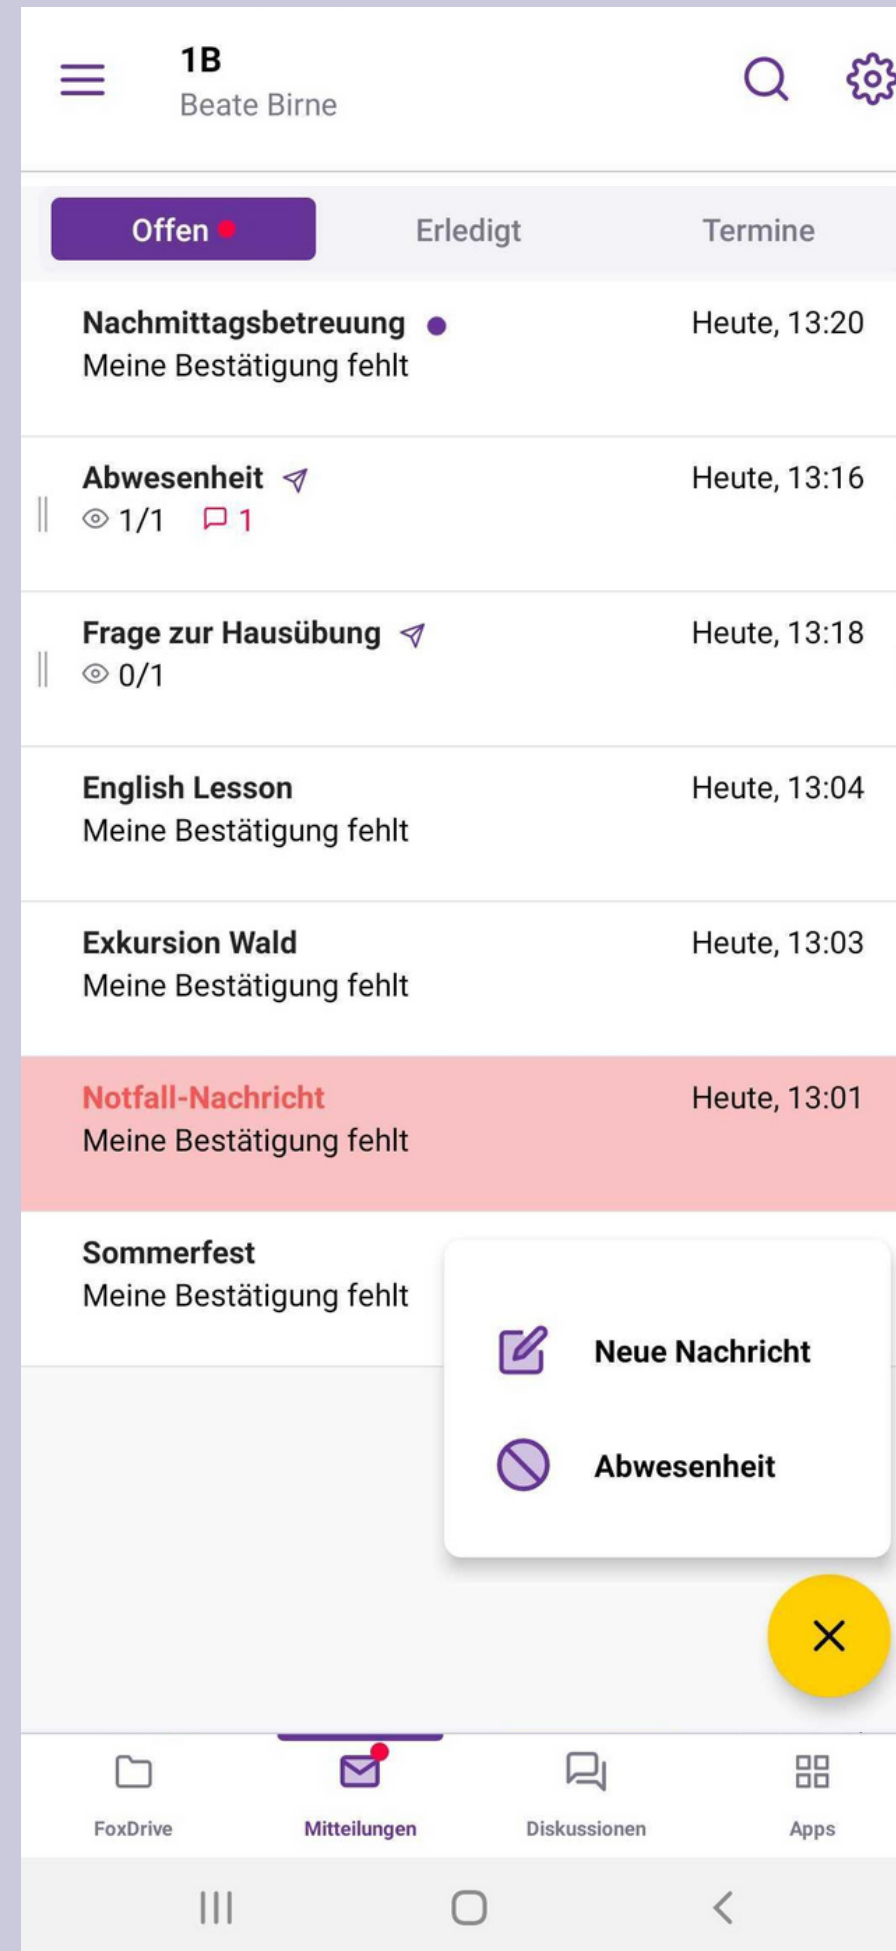 1B
Beate Birne
Offen Erledigt Termine
Nachmittagsbetreuung Heute, 13:20
Meine Bestätigung fehlt
Abwesenheit Heute, 13:16
1/1 1
Frage zur Hausübung Heute, 13:18
0/1
English Lesson Heute, 13:04
Meine Bestätigung fehlt
Exkursion Wald Heute, 13:03
Meine Bestätigung fehlt
Notfall-Nachricht Heute, 13:01
Meine Bestätigung fehlt
Sommerfest
Meine Bestätigung fehlt
Neue Nachricht
Abwesenheit
FoxDrive Mitteilungen Diskussionen Apps